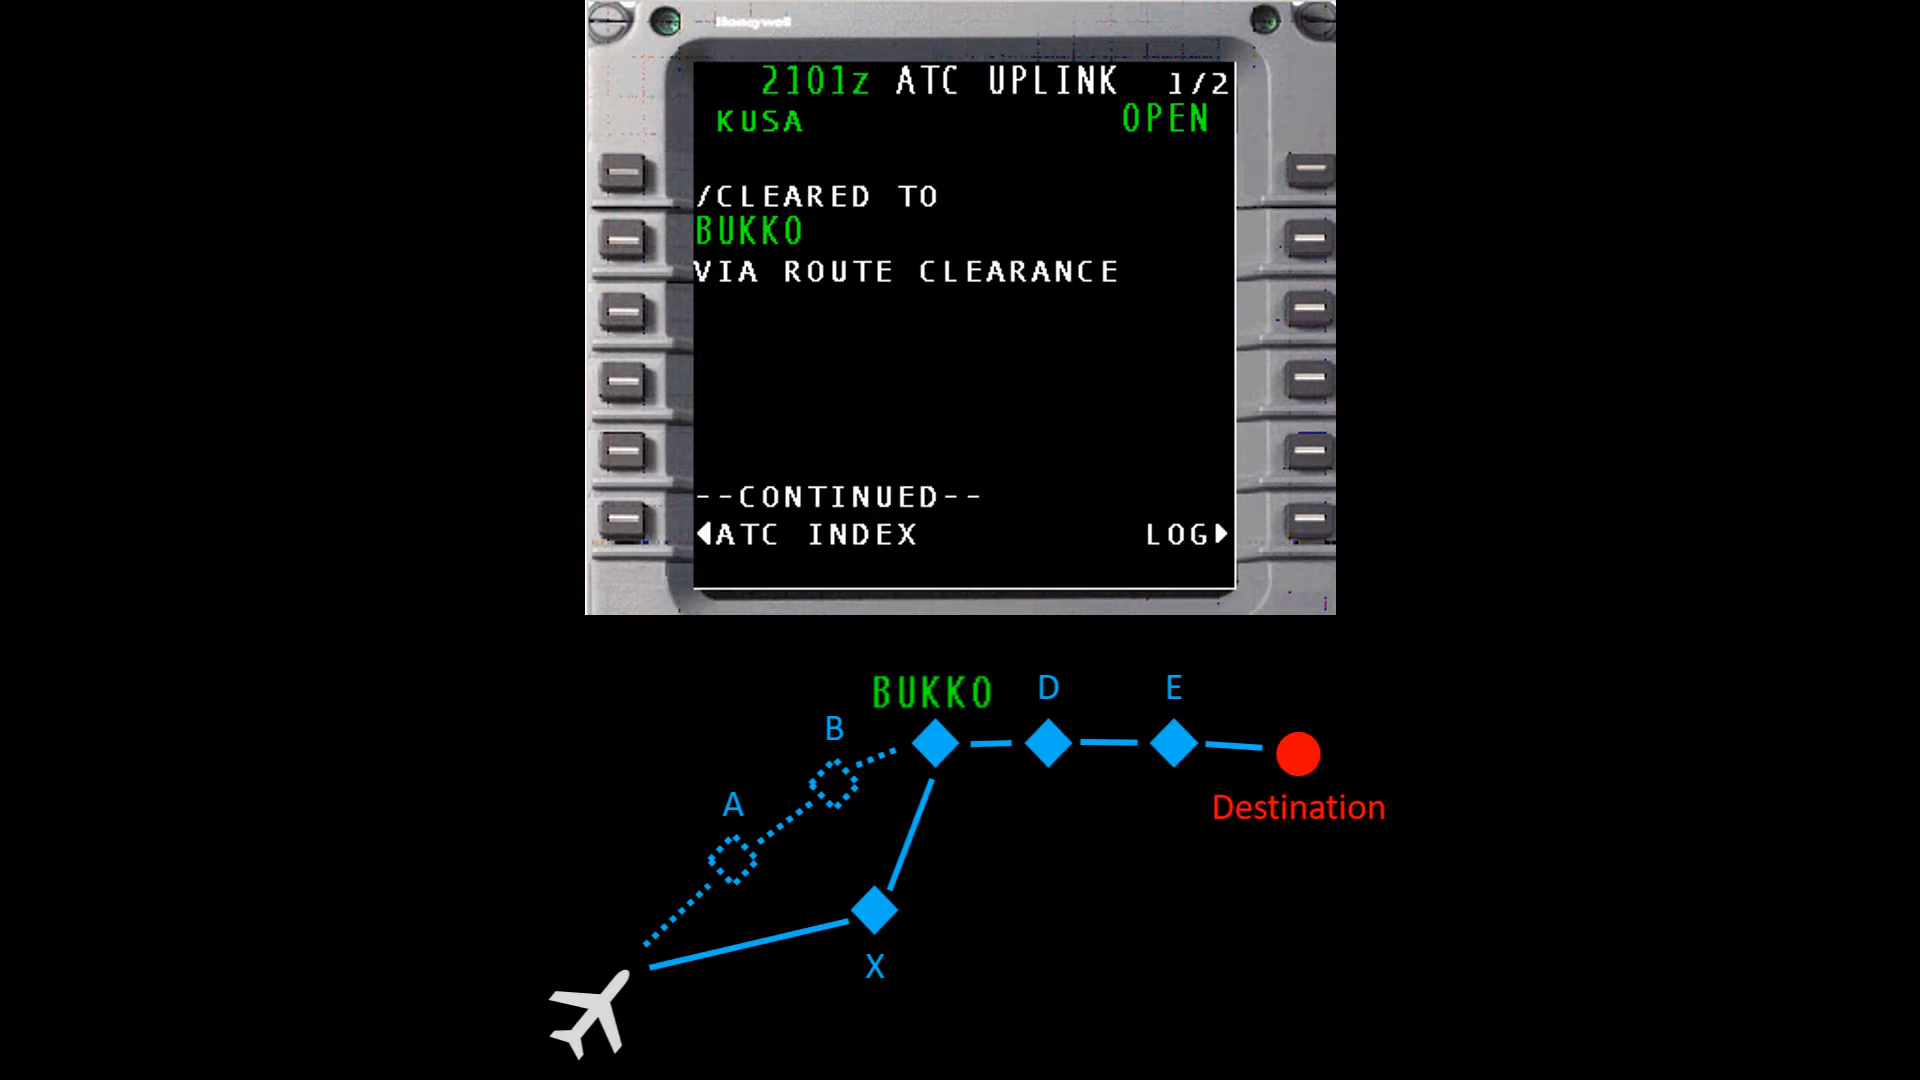 Honeywell
2101z ATC UPLINK 1/2
KUSA OPEN
/CLEARED TO
BUKKO
VIA ROUTE CLEARANCE
--CONTINUED--
◀ATC INDEX LOG▶
BUKKO D E
B
A
Destination
X